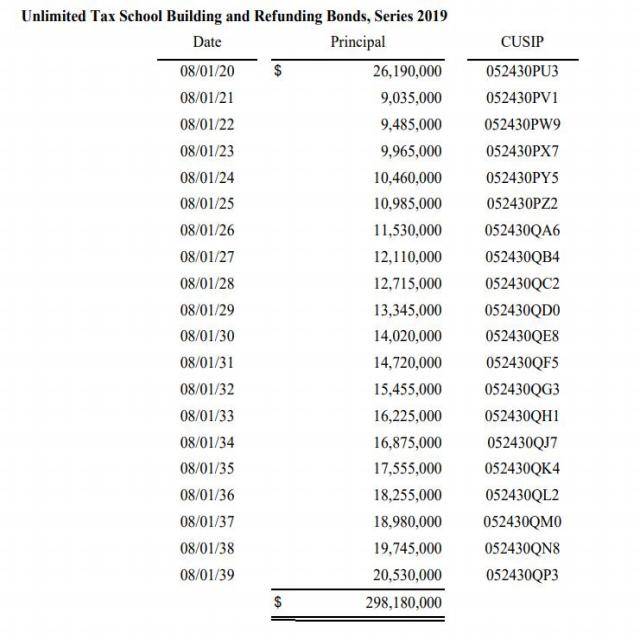 Unlimited Tax School Building and Refunding Bonds, Series 2019
Date Principal CUSIP
08/01/20 $ 26,190,000 052430PU3
08/01/21 9,035,000 052430PV1
08/01/22 9,485,000 052430PW9
08/01/23 9,965,000 052430PX7
08/01/24 10,460,000 052430PY5
08/01/25 10,985,000 052430PZ2
08/01/26 11,530,000 052430QA6
08/01/27 12,110,000 052430QB4
08/01/28 12,715,000 052430QC2
08/01/29 13,345,000 052430QD0
08/01/30 14,020,000 052430QE8
08/01/31 14,720,000 052430QF5
08/01/32 15,455,000 052430QG3
08/01/33 16,225,000 052430QH1
08/01/34 16,875,000 052430QJ7
08/01/35 17,555,000 052430QK4
08/01/36 18,255,000 052430QL2
08/01/37 18,980,000 052430QM0
08/01/38 19,745,000 052430QN8
08/01/39 20,530,000 052430QP3
$ 298,180,000